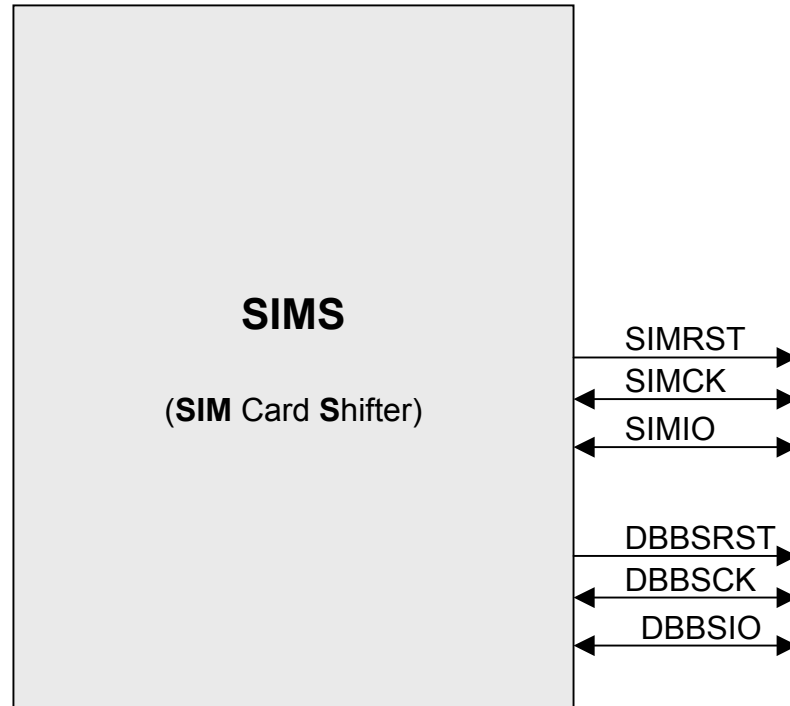 SIMS
(SIM Card Shifter)
SIMRST
SIMCK
SIMIO
DBBSRST
DBBSCK
DBBSIO